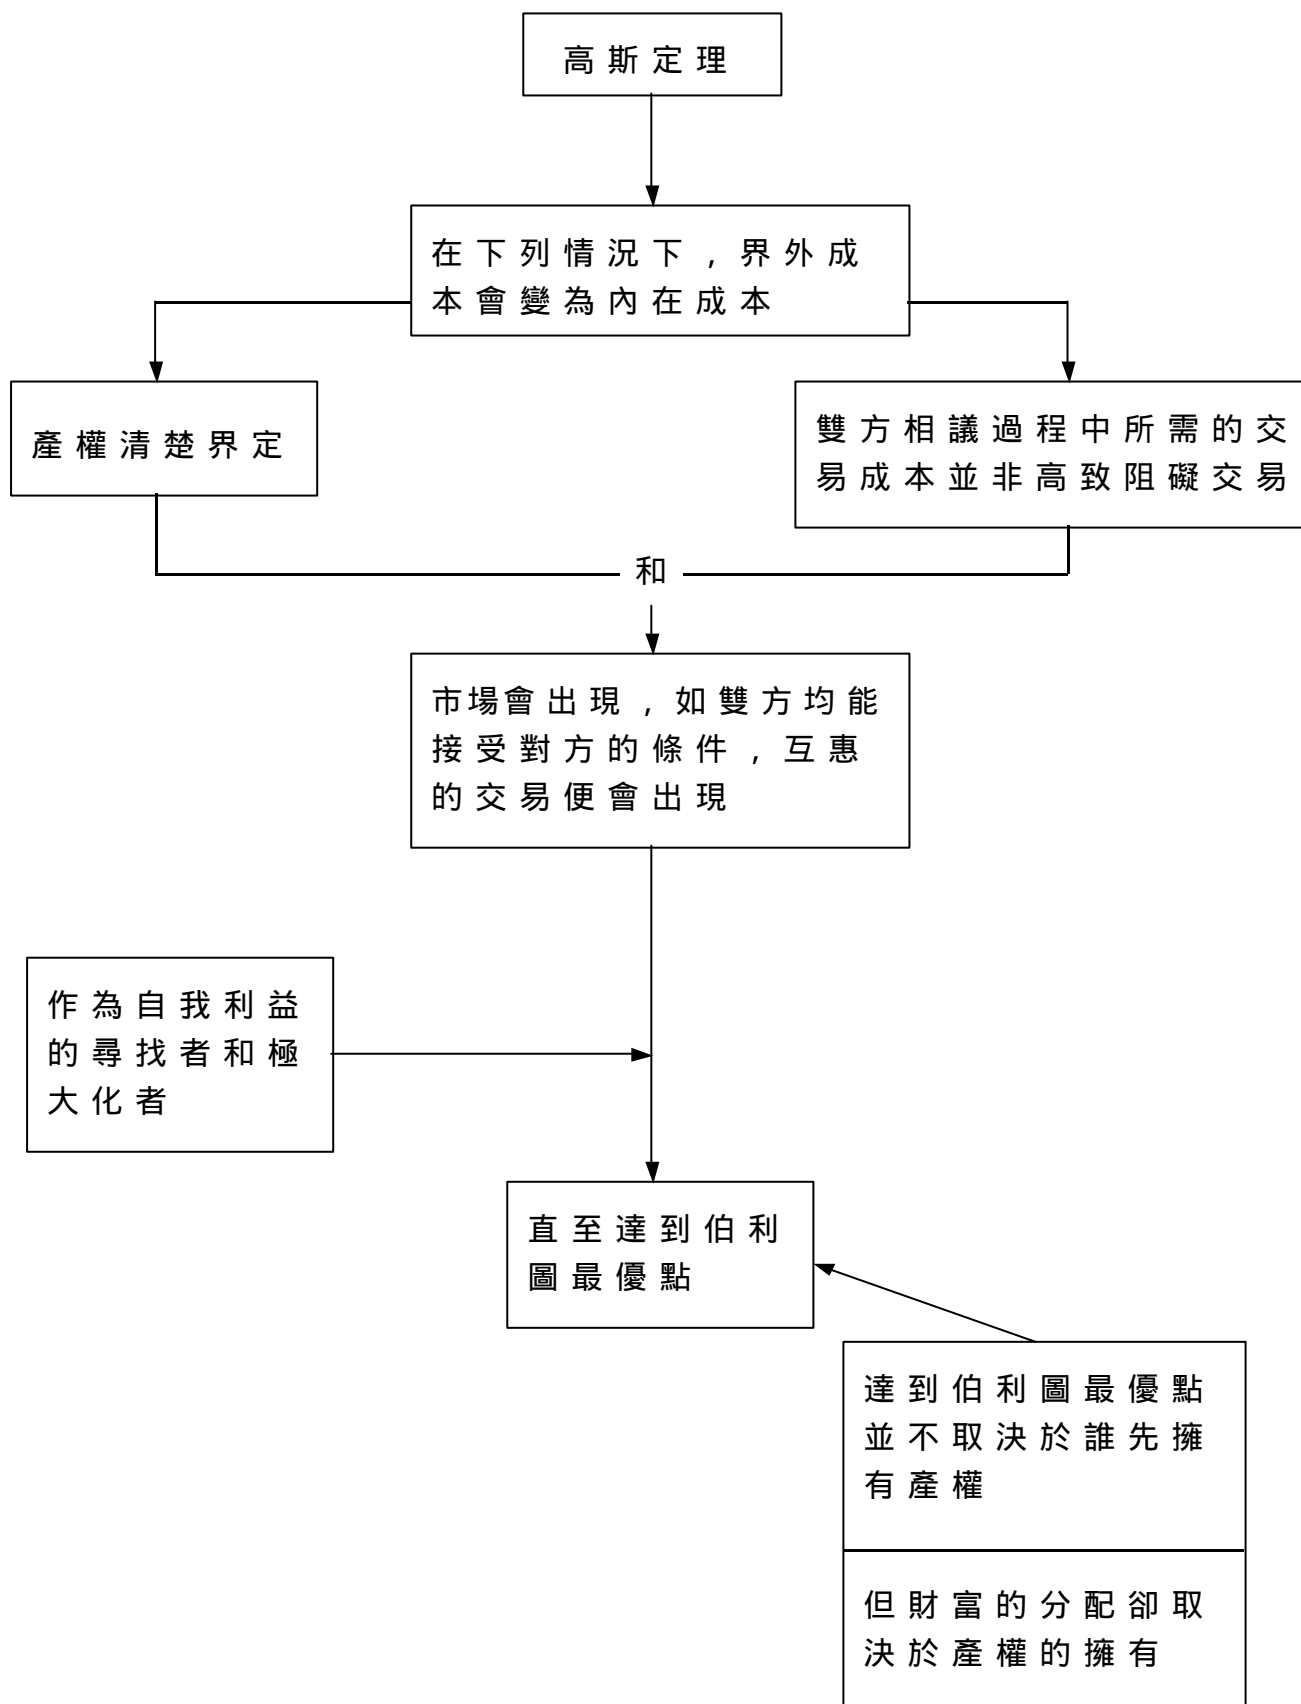 高斯定理
在下列情況下，界外成
本會變為內在成本
產權清楚界定
雙方相議過程中所需的交
易成本並非高致阻礙交易
和
市場會出現，如雙方均能
接受對方的條件，互惠
的交易便會出現
作為自我利益
的尋找者和極
大化者
直至達到伯利
圖最優點
達到伯利圖最優點
並不取決於誰先擁
有產權
但財富的分配卻取
決於產權的擁有